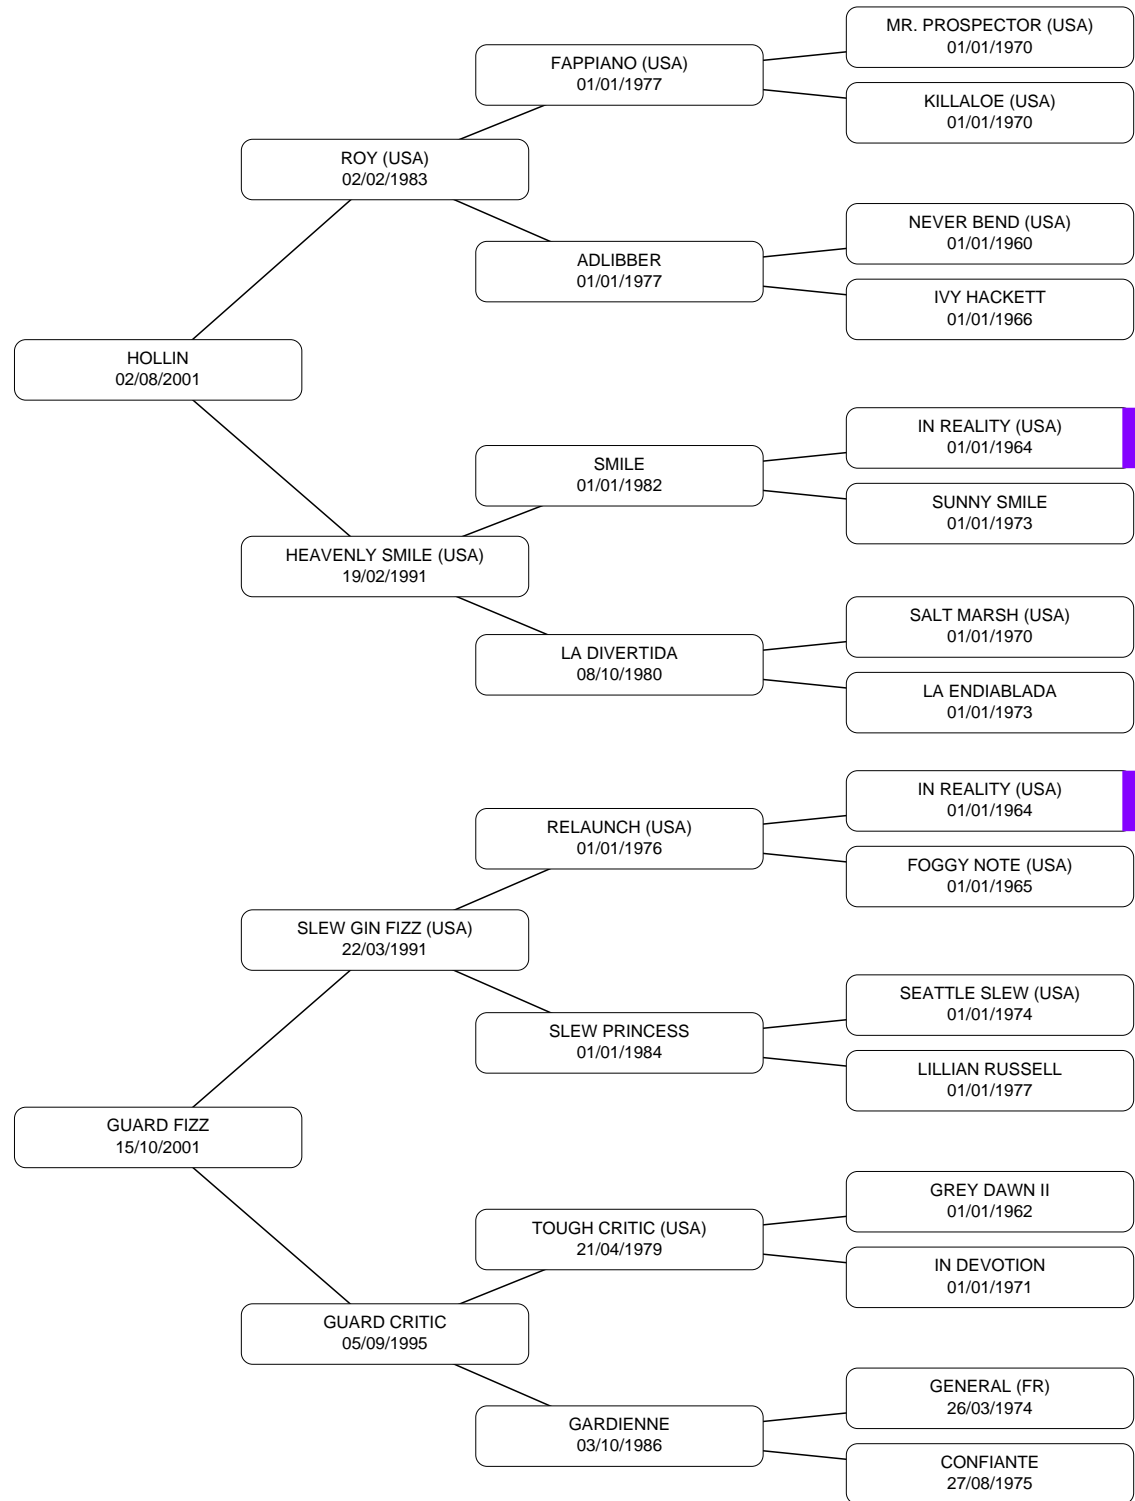 MR. PROSPECTOR (USA)
01/01/1970
FAPPIANO (USA)
01/01/1977
KILLALOE (USA)
01/01/1970
ROY (USA)
02/02/1983
NEVER BEND (USA)
01/01/1960
ADLIBBER
01/01/1977
IVY HACKETT
01/01/1966
HOLLIN
02/08/2001
IN REALITY (USA)
01/01/1964
SMILE
01/01/1982
SUNNY SMILE
01/01/1973
HEAVENLY SMILE (USA)
19/02/1991
SALT MARSH (USA)
01/01/1970
LA DIVERTIDA
08/10/1980
LA ENDIABLADA
01/01/1973
IN REALITY (USA)
01/01/1964
RELAUNCH (USA)
01/01/1976
FOGGY NOTE (USA)
01/01/1965
SLEW GIN FIZZ (USA)
22/03/1991
SEATTLE SLEW (USA)
01/01/1974
SLEW PRINCESS
01/01/1984
LILLIAN RUSSELL
01/01/1977
GUARD FIZZ
15/10/2001
GREY DAWN II
01/01/1962
TOUGH CRITIC (USA)
21/04/1979
IN DEVOTION
01/01/1971
GUARD CRITIC
05/09/1995
GENERAL (FR)
26/03/1974
GARDIENNE
03/10/1986
CONFIANTE
27/08/1975